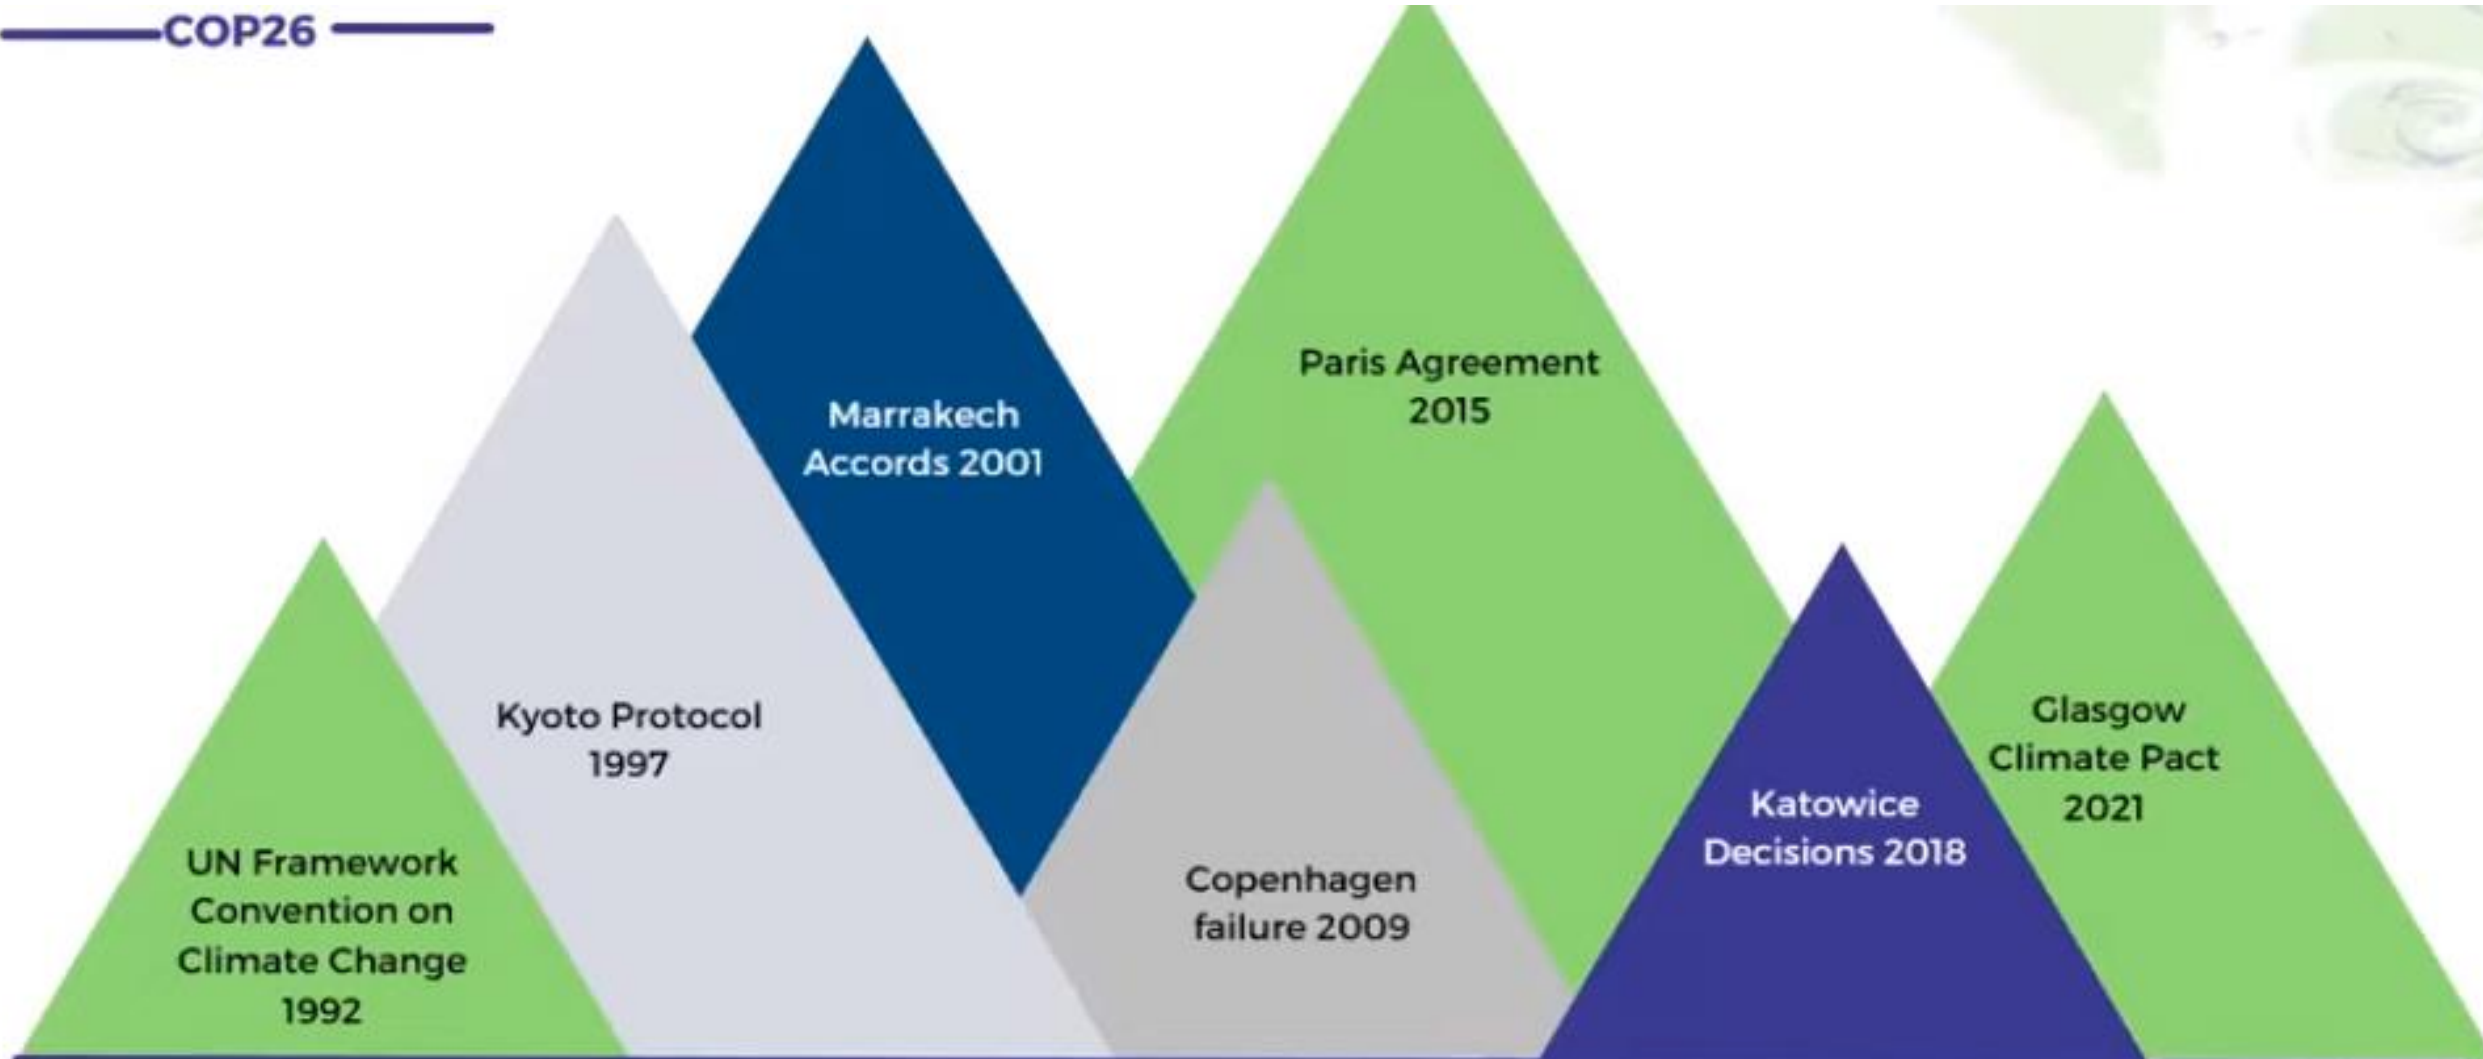 COP26
UN Framework
Convention on
Climate Change
1992
Kyoto Protocol
1997
Marrakech
Accords 2001
Copenhagen
failure 2009
Paris Agreement
2015
Katowice
Decisions 2018
Glasgow
Climate Pact
2021